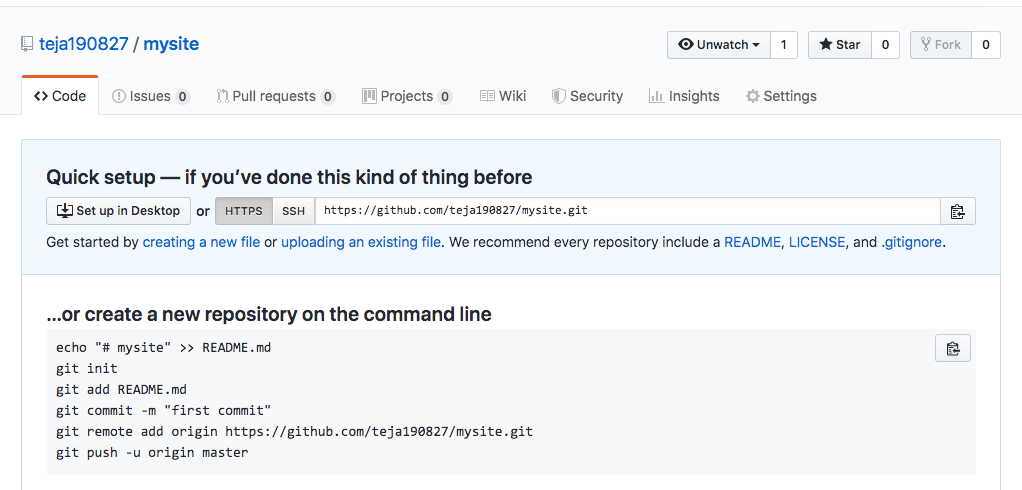 teja190827 / mysite
Unwatch 1 Star 0 Fork 0
Code Issues 0 Pull requests 0 Projects 0 Wiki Security Insights Settings
Quick setup — if you’ve done this kind of thing before
Set up in Desktop or HTTPS SSH https://github.com/teja190827/mysite.git
Get started by creating a new file or uploading an existing file. We recommend every repository include a README, LICENSE, and .gitignore.
...or create a new repository on the command line
echo "# mysite" >> README.md
git init
git add README.md
git commit -m "first commit"
git remote add origin https://github.com/teja190827/mysite.git
git push -u origin master